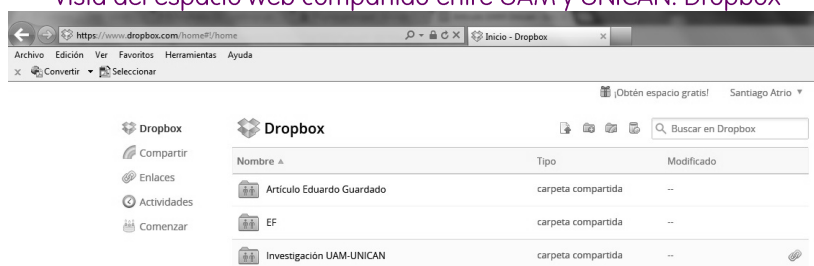 Vista del espacio web compartido entre UAM y UNICAN. Dropbox
https://www.dropbox.com/home#!/home
Inicio - Dropbox
Archivo Edición Ver Favoritos Herramientas Ayuda
x Convertir Seleccionar
¡Obtén espacio gratis! Santiago Atrio
Dropbox
Compartir
Enlaces
Actividades
Comenzar
Dropbox
Buscar en Dropbox
Nombre Tipo Modificado
Artículo Eduardo Guardado carpeta compartida --
EF carpeta compartida --
Investigación UAM-UNICAN carpeta compartida --